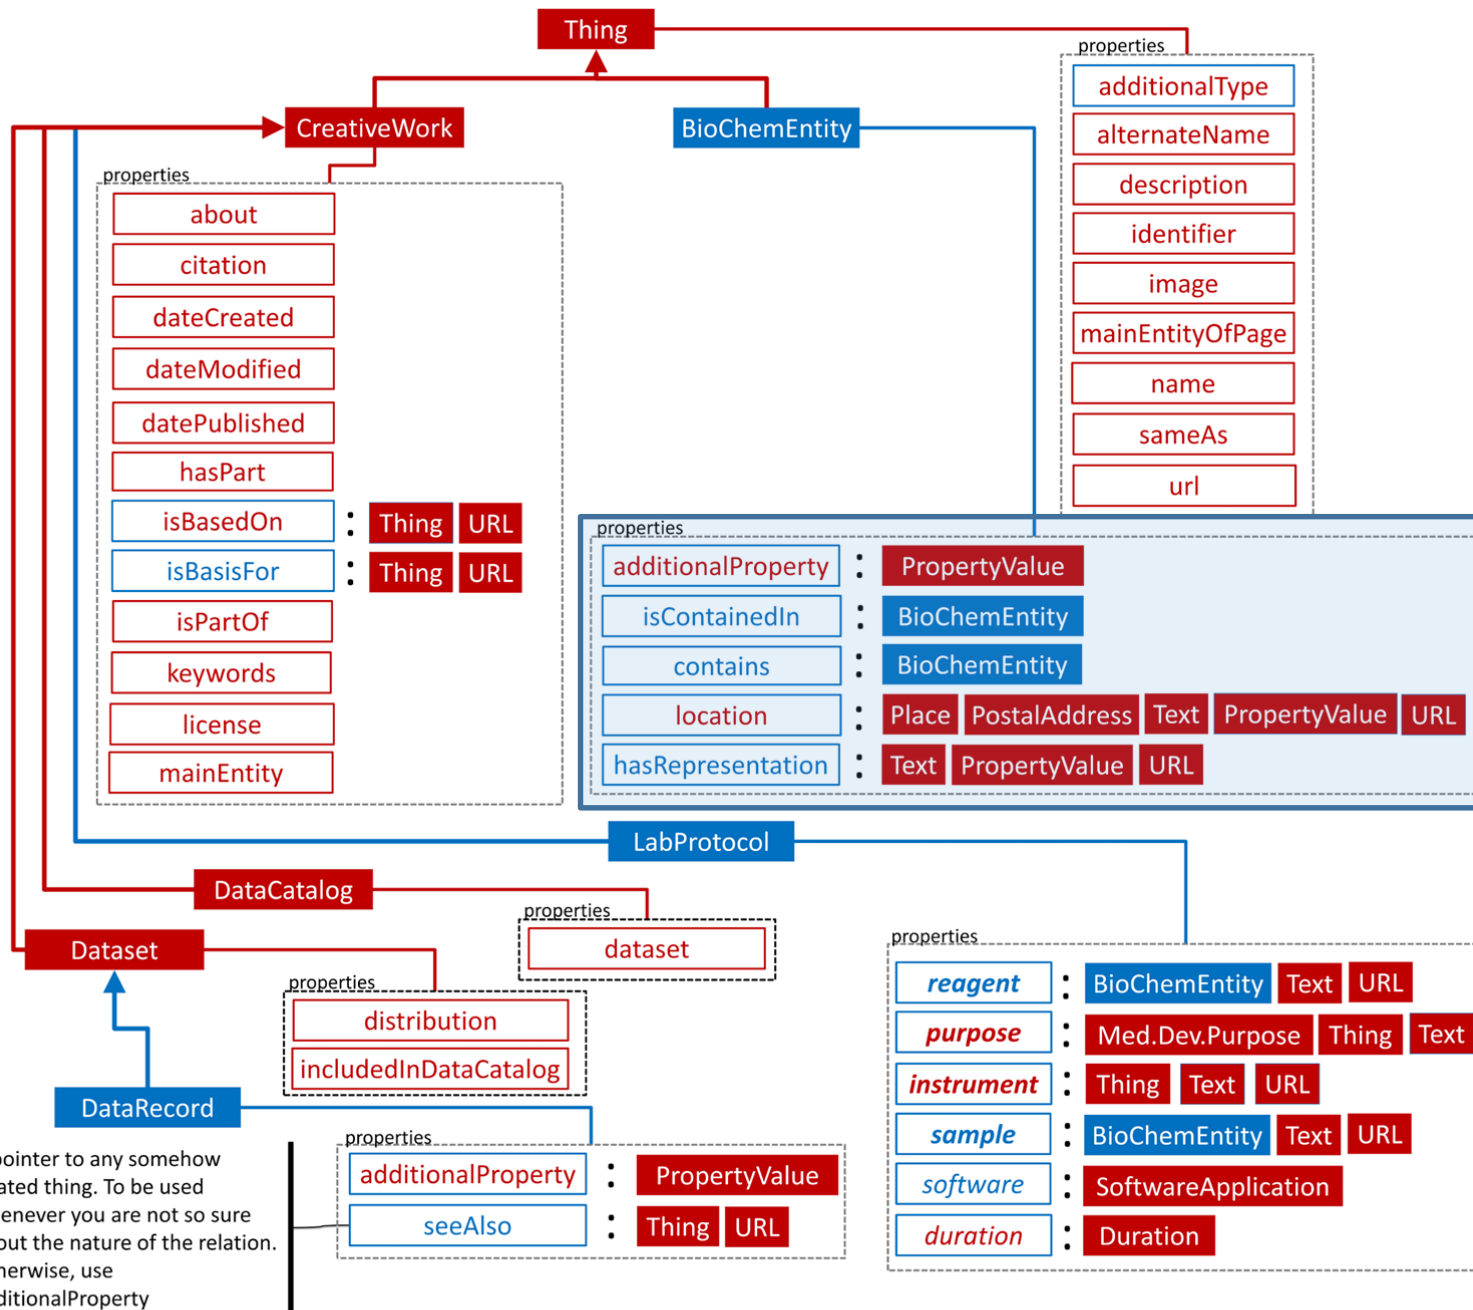 Thing
CreativeWork
BioChemEntity
properties
additionalType
alternateName
description
identifier
image
mainEntityOfPage
name
sameAs
url
properties
about
citation
dateCreated
dateModified
datePublished
hasPart
isBasedOn : Thing URL
isBasisFor : Thing URL
isPartOf
keywords
license
mainEntity
properties
additionalProperty : PropertyValue
isContainedIn : BioChemEntity
contains : BioChemEntity
location : Place PostalAddress Text PropertyValue URL
hasRepresentation : Text PropertyValue URL
LabProtocol
DataCatalog
properties
dataset
Dataset
properties
distribution
includedInDataCatalog
properties
reagent : BioChemEntity Text URL
purpose : Med.Dev.Purpose Thing Text
instrument : Thing Text URL
sample : BioChemEntity Text URL
software : SoftwareApplication
duration : Duration
DataRecord
properties
additionalProperty : PropertyValue
seeAlso : Thing URL
pointer to any somehow
ated thing. To be used
enever you are not so sure
out the nature of the relation.
herwise, use
ditionalProperty